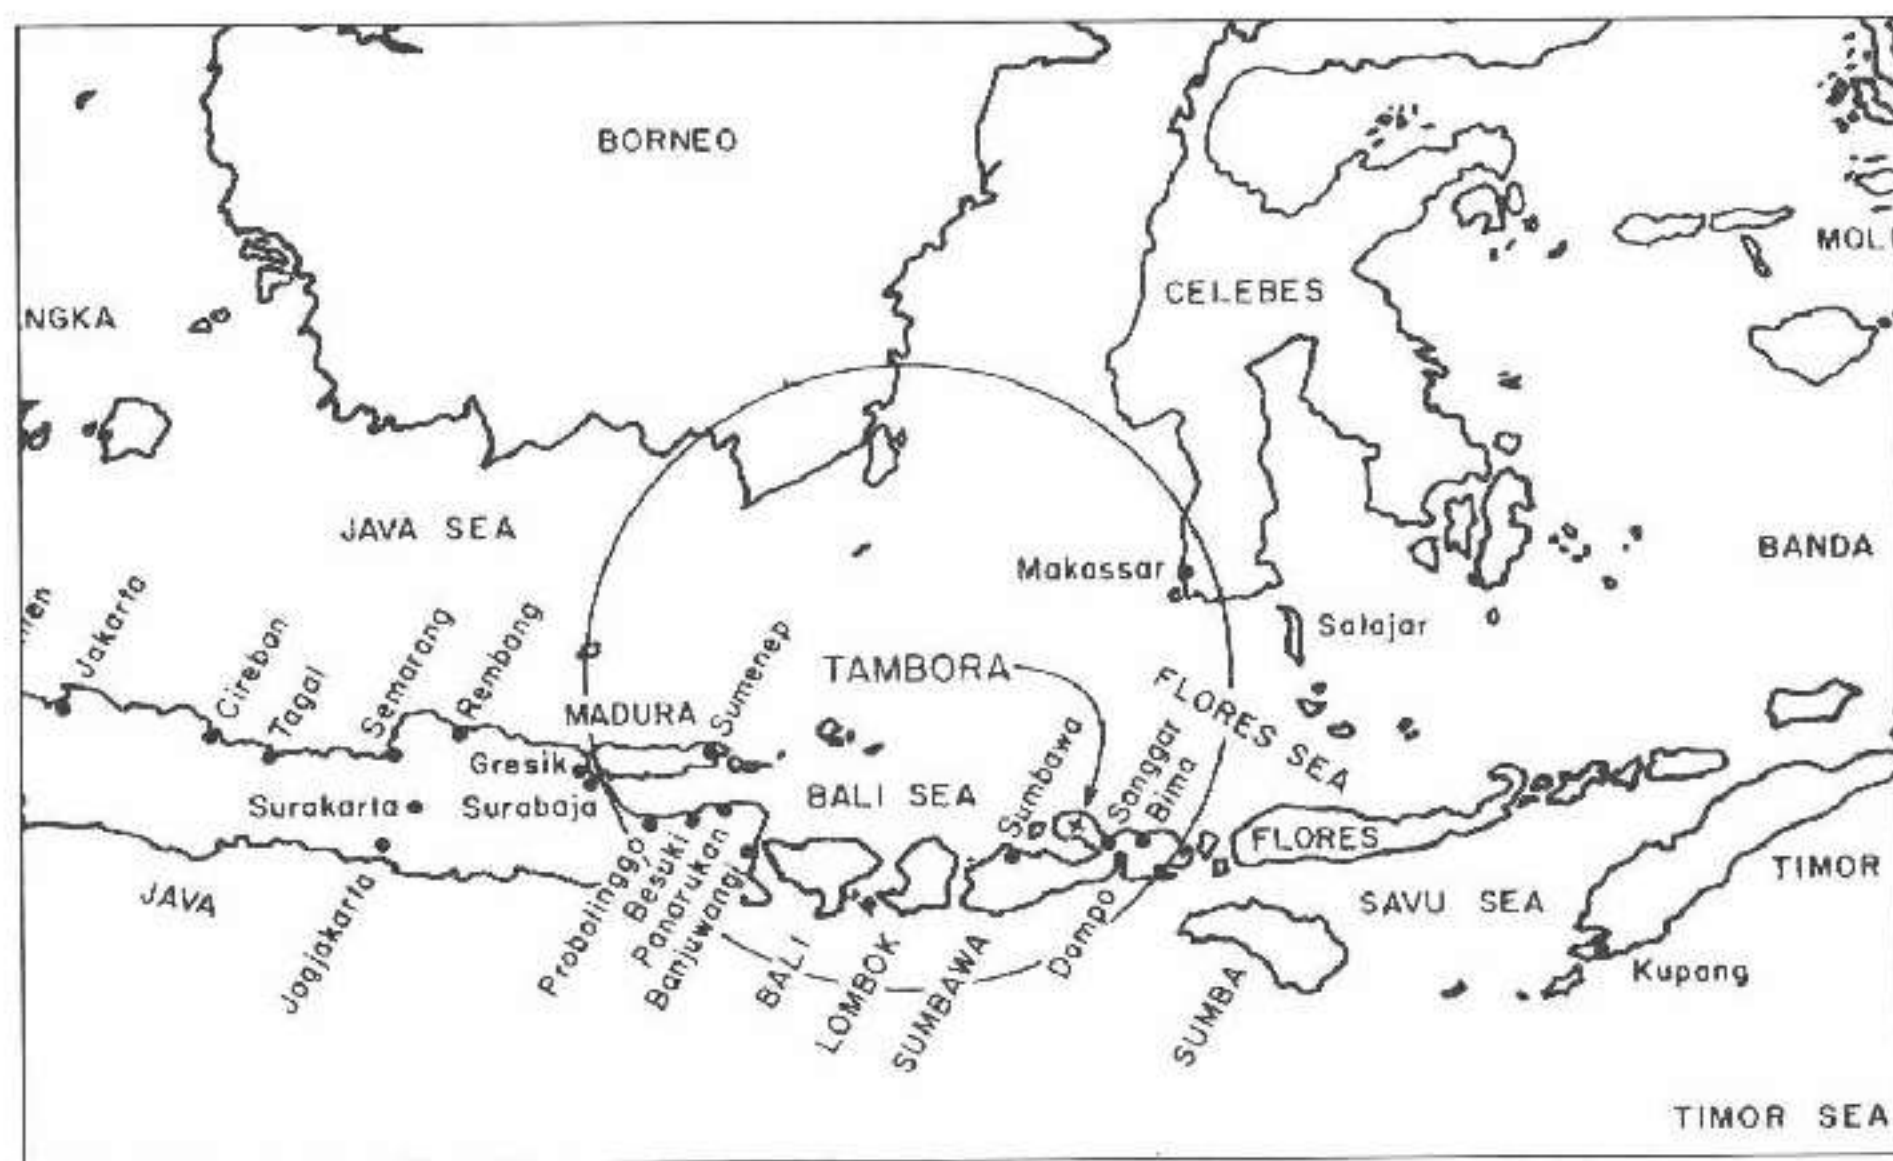 BORNEO
CELEBES
MOL
NGKA
JAVA SEA
BANDA
Makassar
Salajar
Jakarta
Cireban
Tagal
Semarang
Rembang
MADURA
Sumenep
TAMBORA
FLORES SEA
Gresik
Surabaja
Surakarta
BALI SEA
Sumbawa
Sanggar
Bima
FLORES
TIMOR
JAVA
SAVU SEA
Jogjakarta
Probolinggo
Besuki
Panarukan
Banjuwangi
BALI
LOMBOK
SUMBAWA
Dompo
SUMBA
Kupang
TIMOR SEA